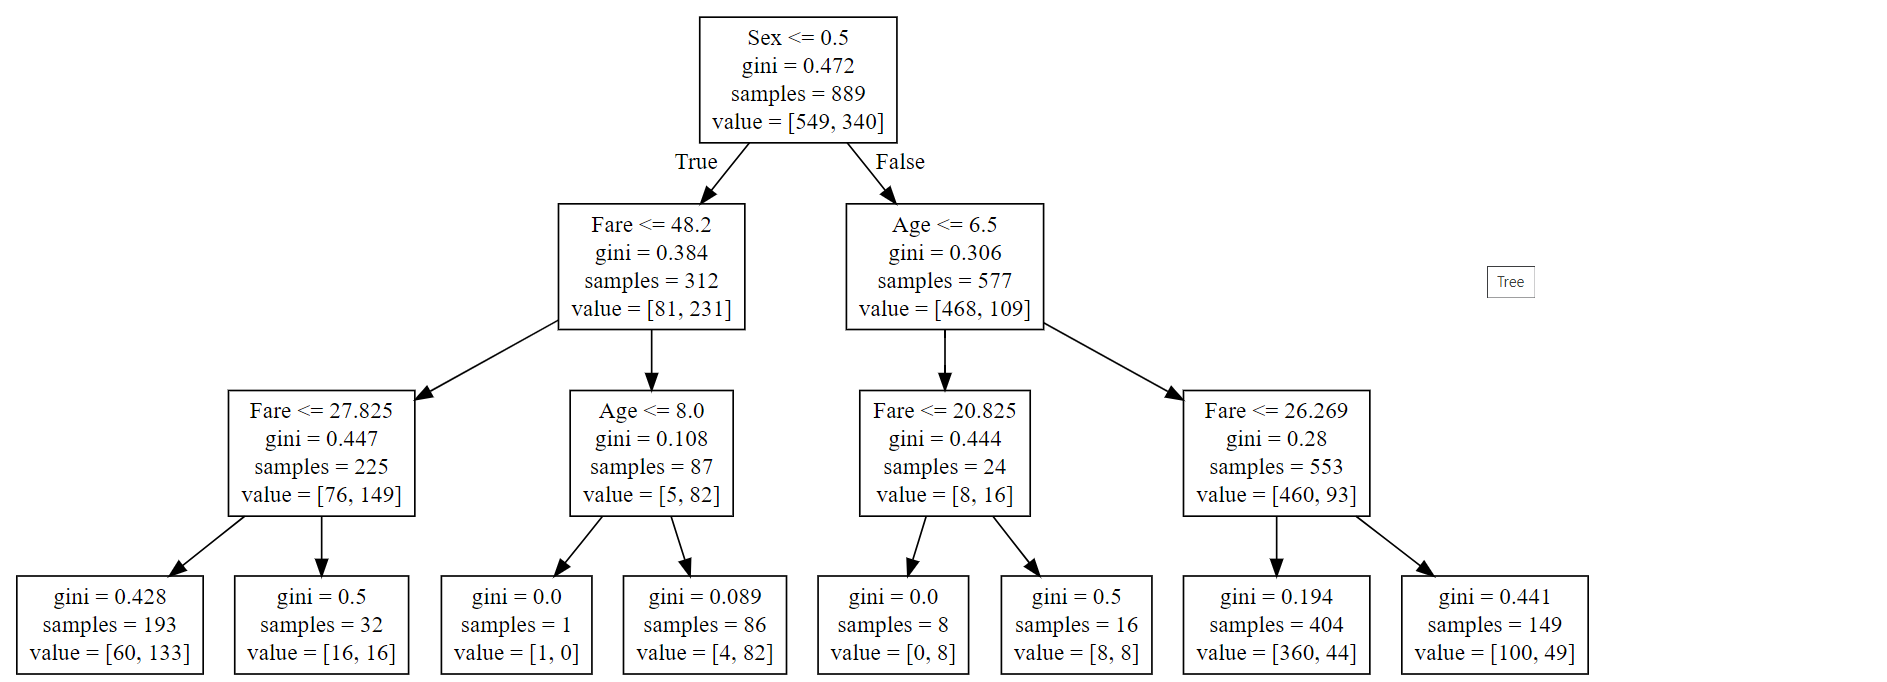 Sex <= 0.5
gini = 0.472
samples = 889
value = [549, 340]
True
False
Fare <= 48.2
gini = 0.384
samples = 312
value = [81, 231]
Age <= 6.5
gini = 0.306
samples = 577
value = [468, 109]
Tree
Fare <= 27.825
gini = 0.447
samples = 225
value = [76, 149]
Age <= 8.0
gini = 0.108
samples = 87
value = [5, 82]
Fare <= 20.825
gini = 0.444
samples = 24
value = [8, 16]
Fare <= 26.269
gini = 0.28
samples = 553
value = [460, 93]
gini = 0.428
samples = 193
value = [60, 133]
gini = 0.5
samples = 32
value = [16, 16]
gini = 0.0
samples = 1
value = [1, 0]
gini = 0.089
samples = 86
value = [4, 82]
gini = 0.0
samples = 8
value = [0, 8]
gini = 0.5
samples = 16
value = [8, 8]
gini = 0.194
samples = 404
value = [360, 44]
gini = 0.441
samples = 149
value = [100, 49]